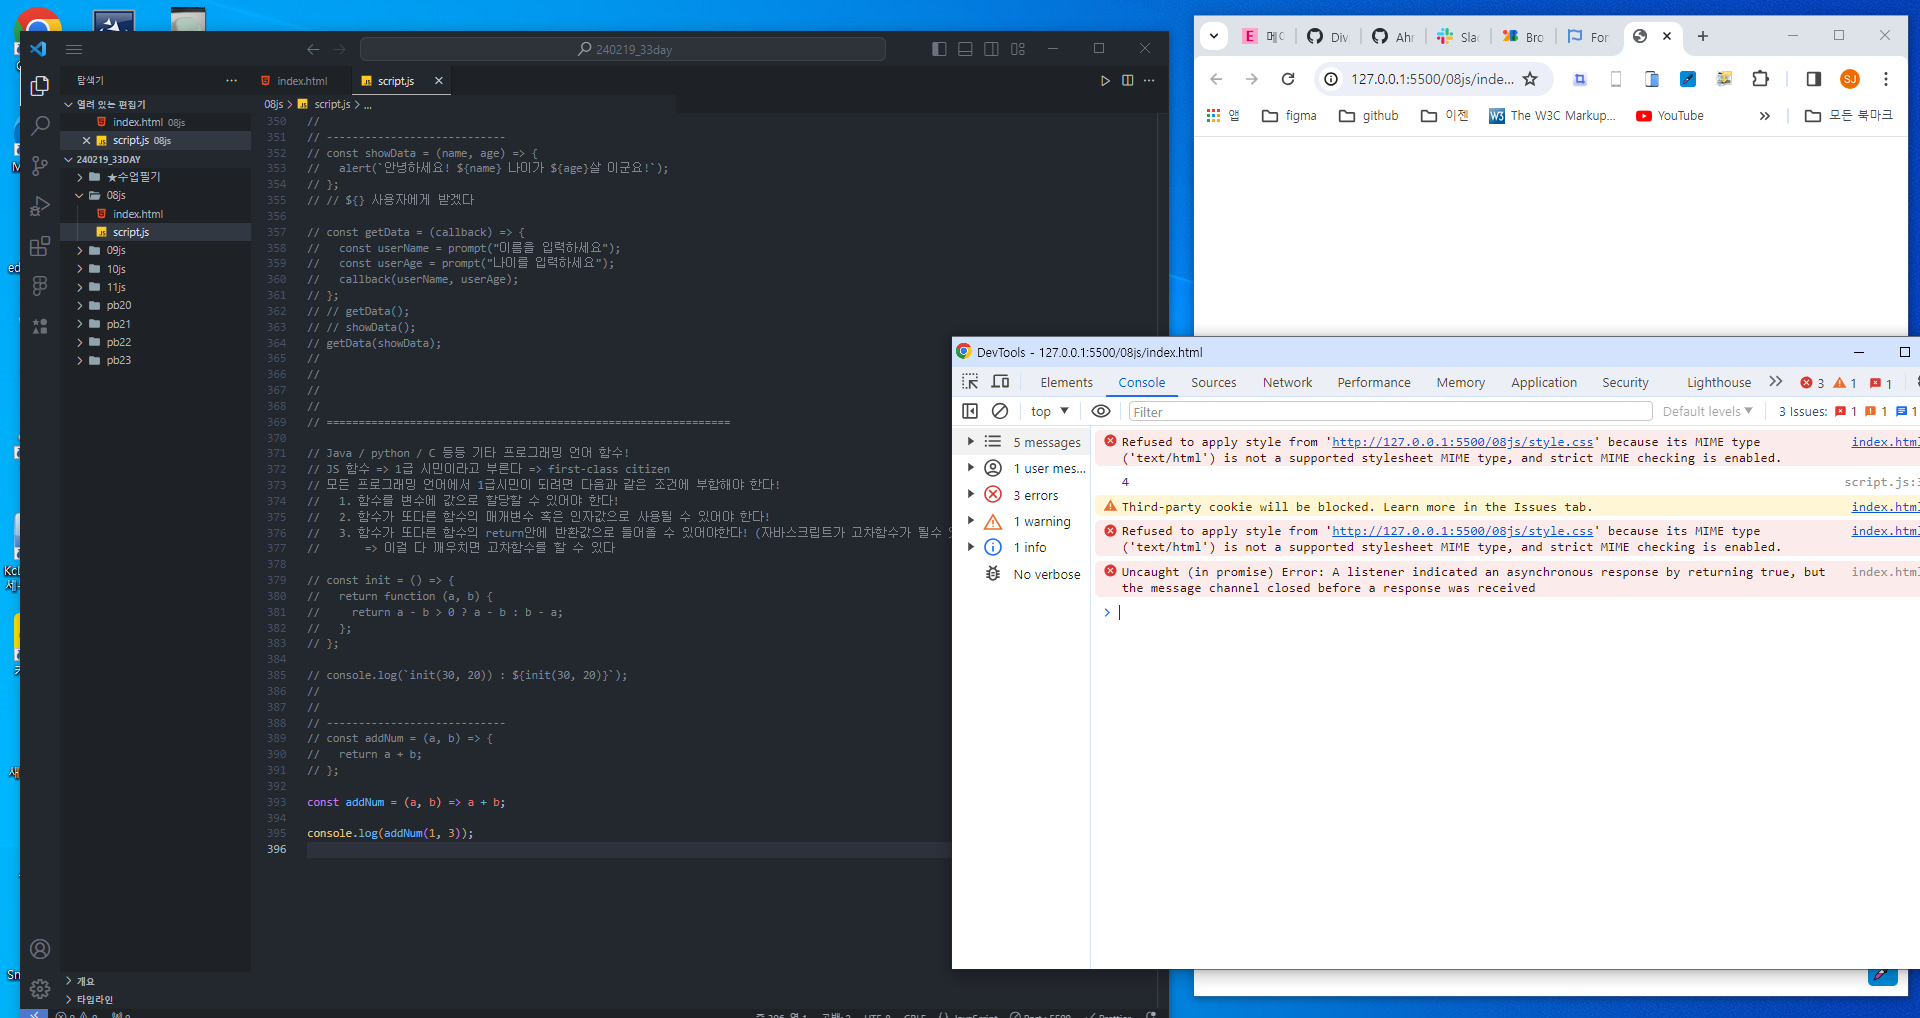 240219_33day
탐색기
index.html
script.js
08js > script.js > ...
열려 있는 편집기
index.html 08js
script.js 08js
240219_33DAY
★수업필기
08js
index.html
script.js
09js
10js
11js
pb20
pb21
pb22
pb23
개요
타임라인
350 //
351 // ----------------------------
352 // const showData = (name, age) => {
353 //   alert(`안녕하세요! ${name} 나이가 ${age}살 이군요!`);
354 // };
355 // // ${} 사용자에게 받겠다
356
357 // const getData = (callback) => {
358 //   const userName = prompt("이름을 입력하세요");
359 //   const userAge = prompt("나이를 입력하세요");
360 //   callback(userName, userAge);
361 // };
362 // // getData();
363 // // showData();
364 // getData(showData);
365 //
366 //
367 //
368 //
369 // ===============================================================
370
371 // Java / python / C 등등 기타 프로그래밍 언어 함수!
372 // JS 함수 => 1급 시민이라고 부른다 => first-class citizen
373 // 모든 프로그래밍 언어에서 1급시민이 되려면 다음과 같은 조건에 부합해야 한다!
374 //   1. 함수를 변수에 값으로 할당할 수 있어야 한다!
375 //   2. 함수가 또다른 함수의 매개변수 혹은 인자값으로 사용될 수 있어야 한다!
376 //   3. 함수가 또다른 함수의 return안에 반환값으로 들어올 수 있어야한다! (자바스크립트가 고차함수가 될수
377 //       => 이걸 다 깨우치면 고차함수를 할 수 있다
378
379 // const init = () => {
380 //   return function (a, b) {
381 //     return a - b > 0 ? a - b : b - a;
382 //   };
383 // };
384
385 // console.log(`init(30, 20)) : ${init(30, 20)}`);
386 //
387 //
388 // ----------------------------
389 // const addNum = (a, b) => {
390 //   return a + b;
391 // };
392
393 const addNum = (a, b) => a + b;
394
395 console.log(addNum(1, 3));
396
Div
Slac
Bro
For
127.0.0.1:5500/08js/inde...
SJ
앱
figma
github
이젠
The W3C Markup...
YouTube
모든 북마크
DevTools - 127.0.0.1:5500/08js/index.html
Elements Console Sources Network Performance Memory Application Security Lighthouse 3 1 1
top Filter Default levels 3 Issues: 1 1 1
5 messages
1 user mes...
3 errors
1 warning
1 info
No verbose
Refused to apply style from 'http://127.0.0.1:5500/08js/style.css' because its MIME type index.html
('text/html') is not a supported stylesheet MIME type, and strict MIME checking is enabled.
4 script.js:3
Third-party cookie will be blocked. Learn more in the Issues tab. index.html
Refused to apply style from 'http://127.0.0.1:5500/08js/style.css' because its MIME type index.html
('text/html') is not a supported stylesheet MIME type, and strict MIME checking is enabled.
Uncaught (in promise) Error: A listener indicated an asynchronous response by returning true, but index.html
the message channel closed before a response was received